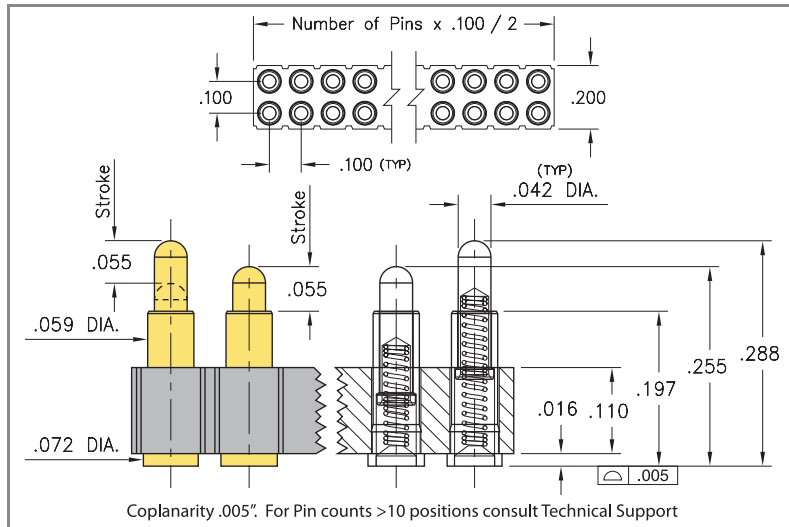 Number of Pins x .100 / 2
.100
.200
.100 (TYP)
(TYP)
.042 DIA.
Stroke
Stroke
.055
.055
.059 DIA.
.072 DIA.
.016
.110
.197
.255
.288
.005
Coplanarity .005". For Pin counts >10 positions consult Technical Support